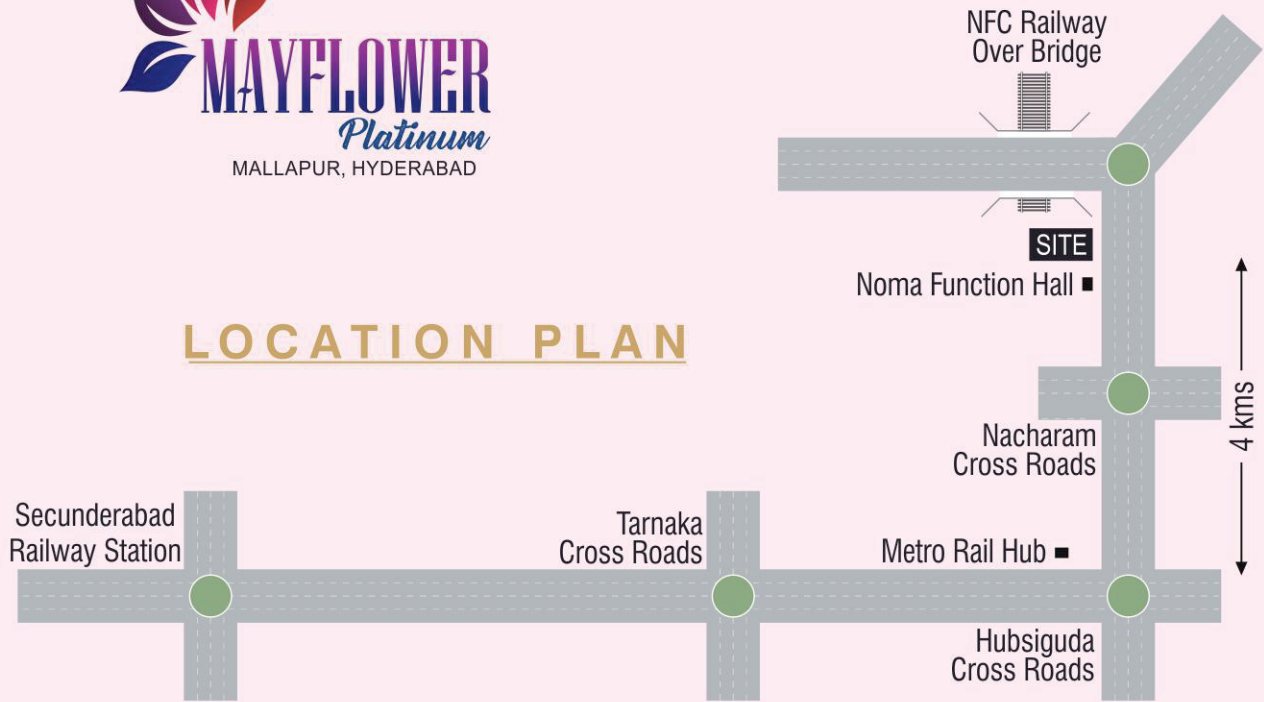 MAYFLOWER
Platinum
MALLAPUR, HYDERABAD
NFC Railway
Over Bridge
SITE
Noma Function Hall
LOCATION PLAN
4 kms
Nacharam
Cross Roads
Secunderabad
Railway Station
Tarnaka
Cross Roads
Metro Rail Hub
Hubsiguda
Cross Roads